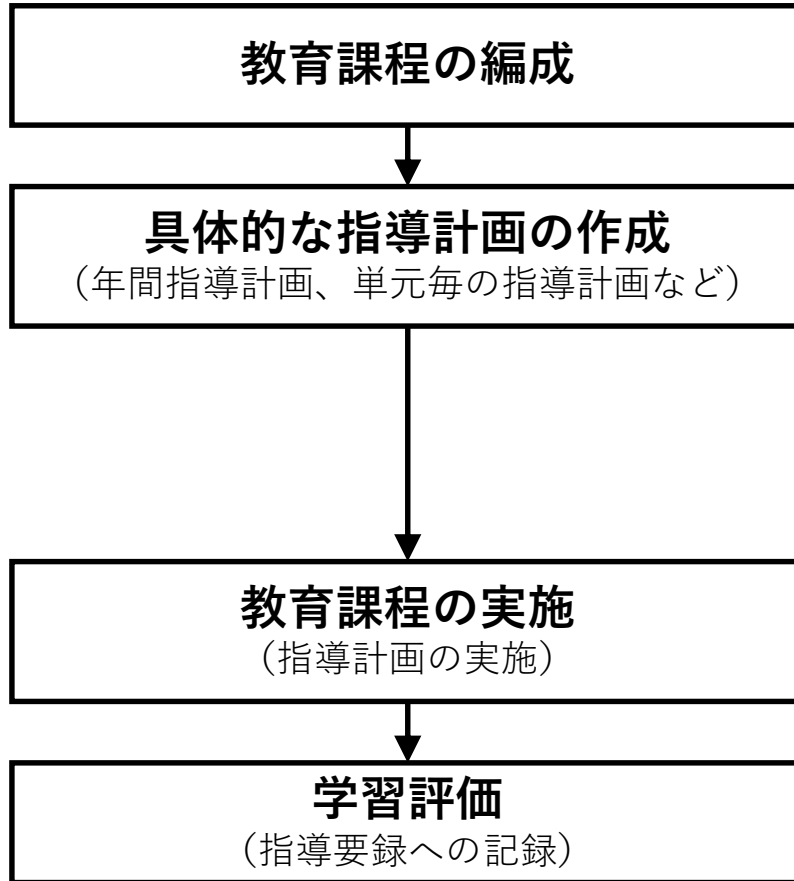 教育課程の編成
具体的な指導計画の作成
（年間指導計画、単元毎の指導計画など）
教育課程の実施
（指導計画の実施）
学習評価
（指導要録への記録）